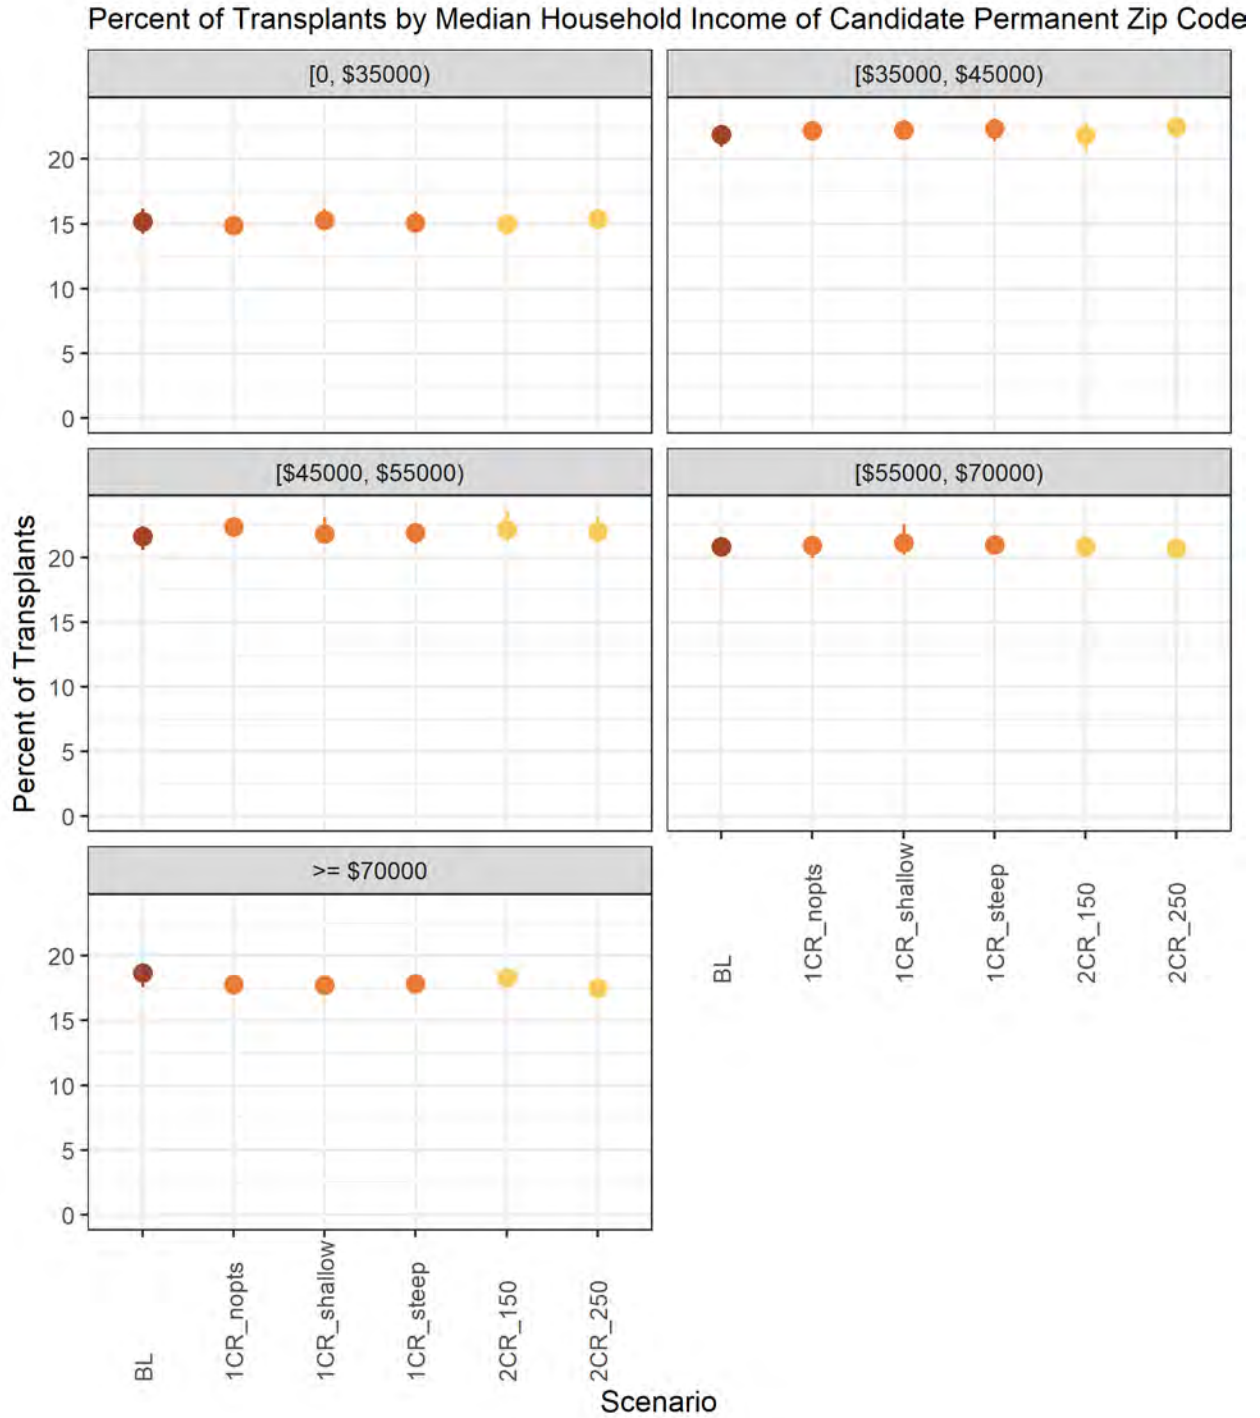 Percent of Transplants by Median Household Income of Candidate Permanent Zip Code
[0, $35000)
[$35000, $45000)
20
15
10
5
0
[$45000, $55000)
[$55000, $70000)
20
15
10
5
0
Percent of Transplants
>= $70000
BL
1CR_nopts
1CR_shallow
1CR_steep
2CR_150
2CR_250
20
15
10
5
0
BL
1CR_nopts
1CR_shallow
1CR_steep
2CR_150
2CR_250
Scenario